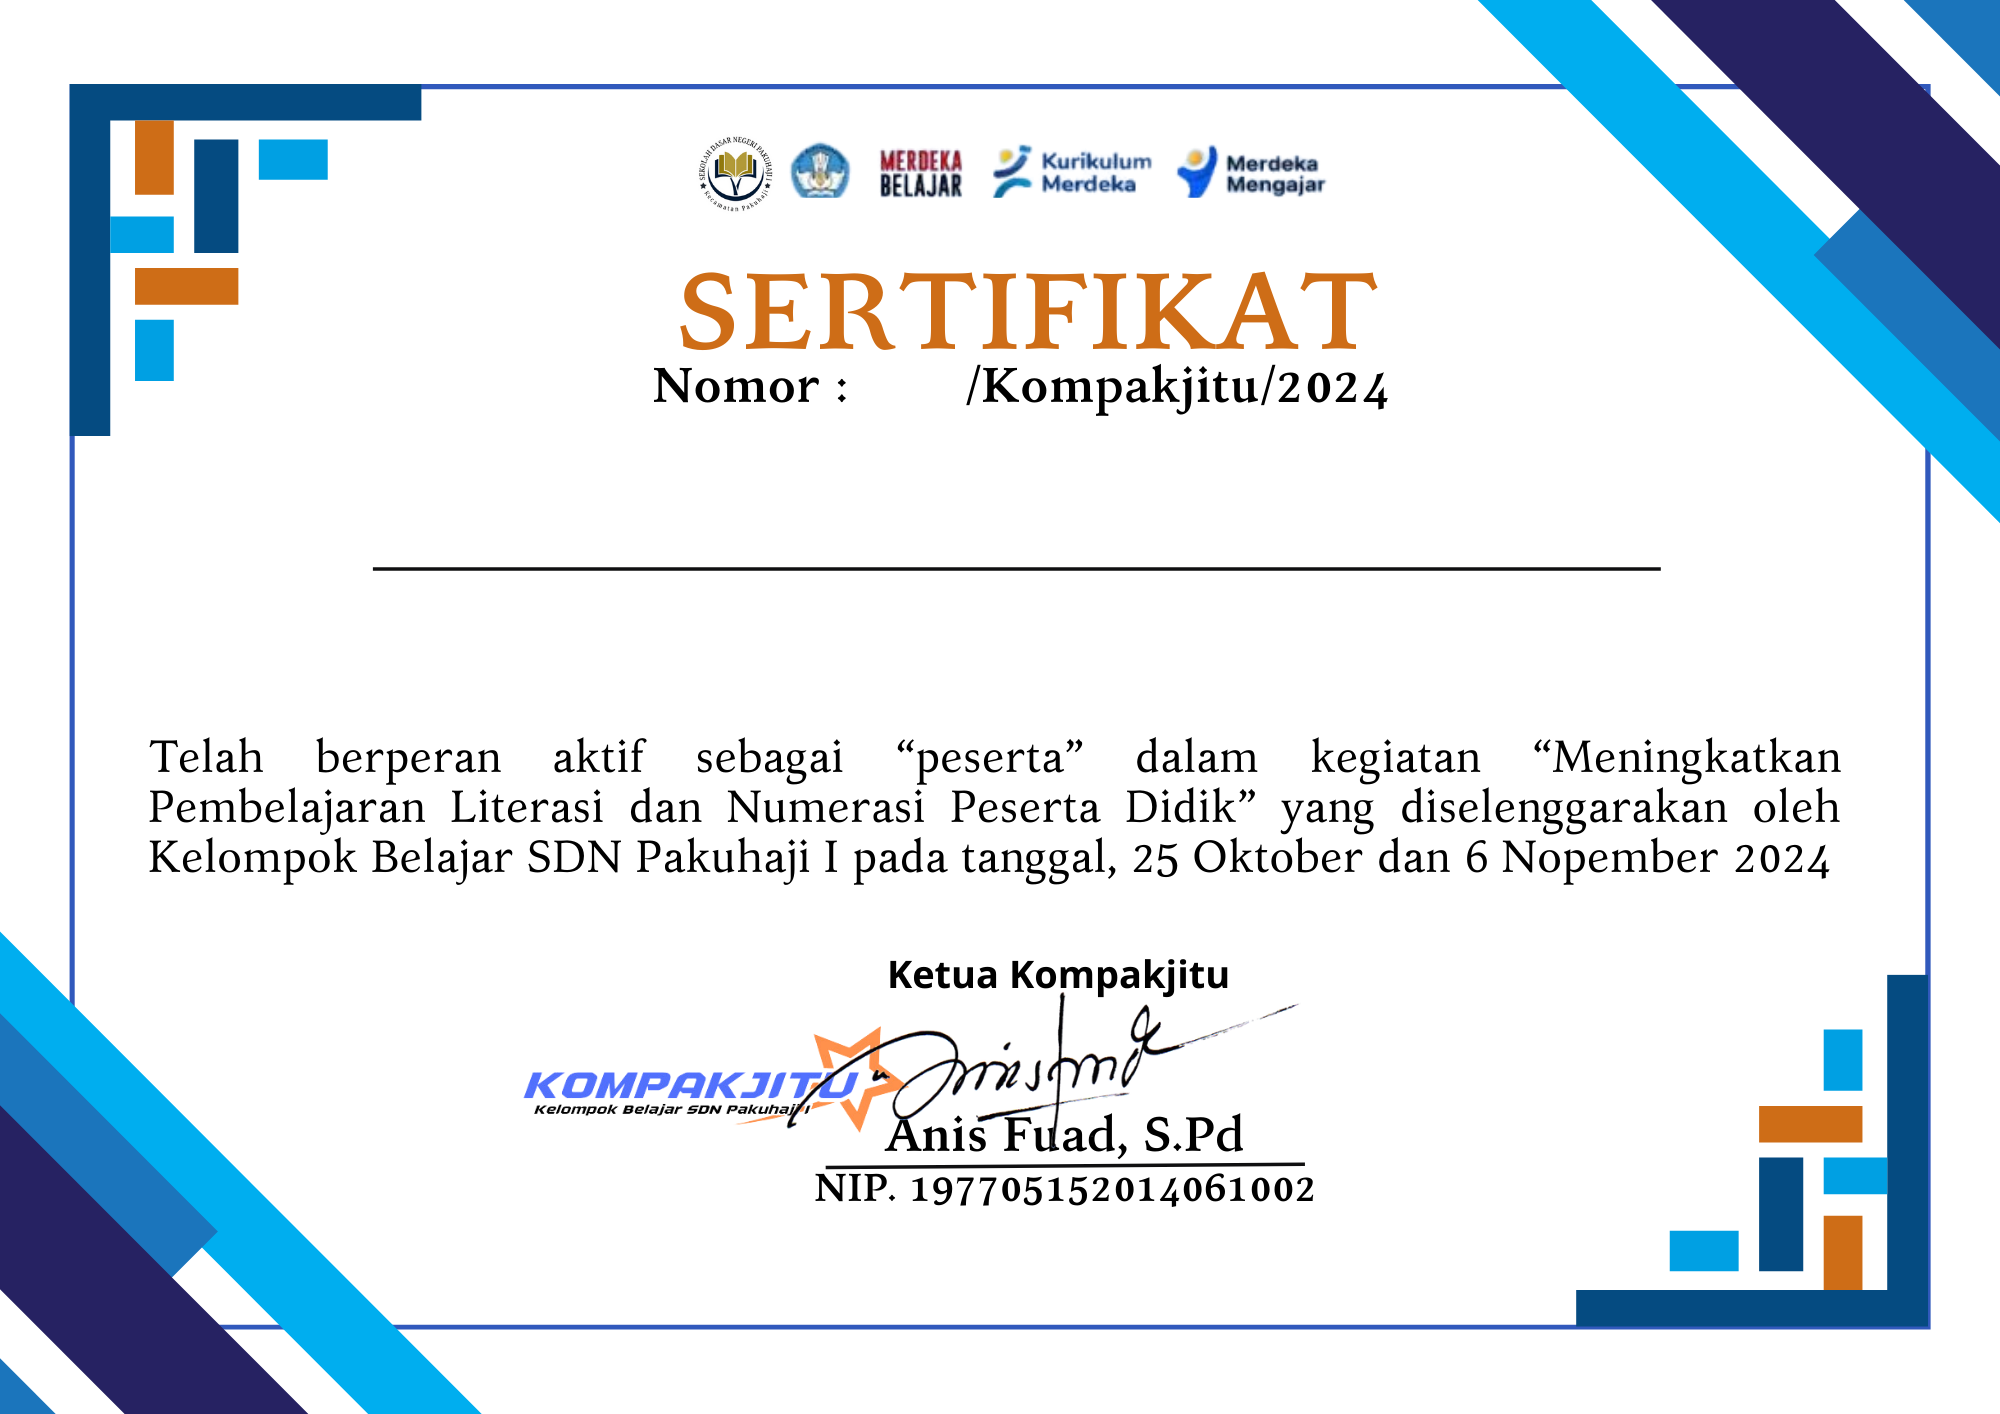 SEKOLAH DASAR NEGERI PAKUHAJI I
Kecamatan Pakuhaji
MERDEKA
BELAJAR
Kurikulum
Merdeka
Merdeka
Mengajar
SERTIFIKAT
Nomor : /Kompakjitu/2024
Telah berperan aktif sebagai “peserta” dalam kegiatan “Meningkatkan
Pembelajaran Literasi dan Numerasi Peserta Didik” yang diselenggarakan oleh
Kelompok Belajar SDN Pakuhaji I pada tanggal, 25 Oktober dan 6 Nopember 2024
Ketua Kompakjitu
KOMPAKJITU
Kelompok Belajar SDN Pakuhaji I
Anis Fuad, S.Pd
NIP. 197705152014061002